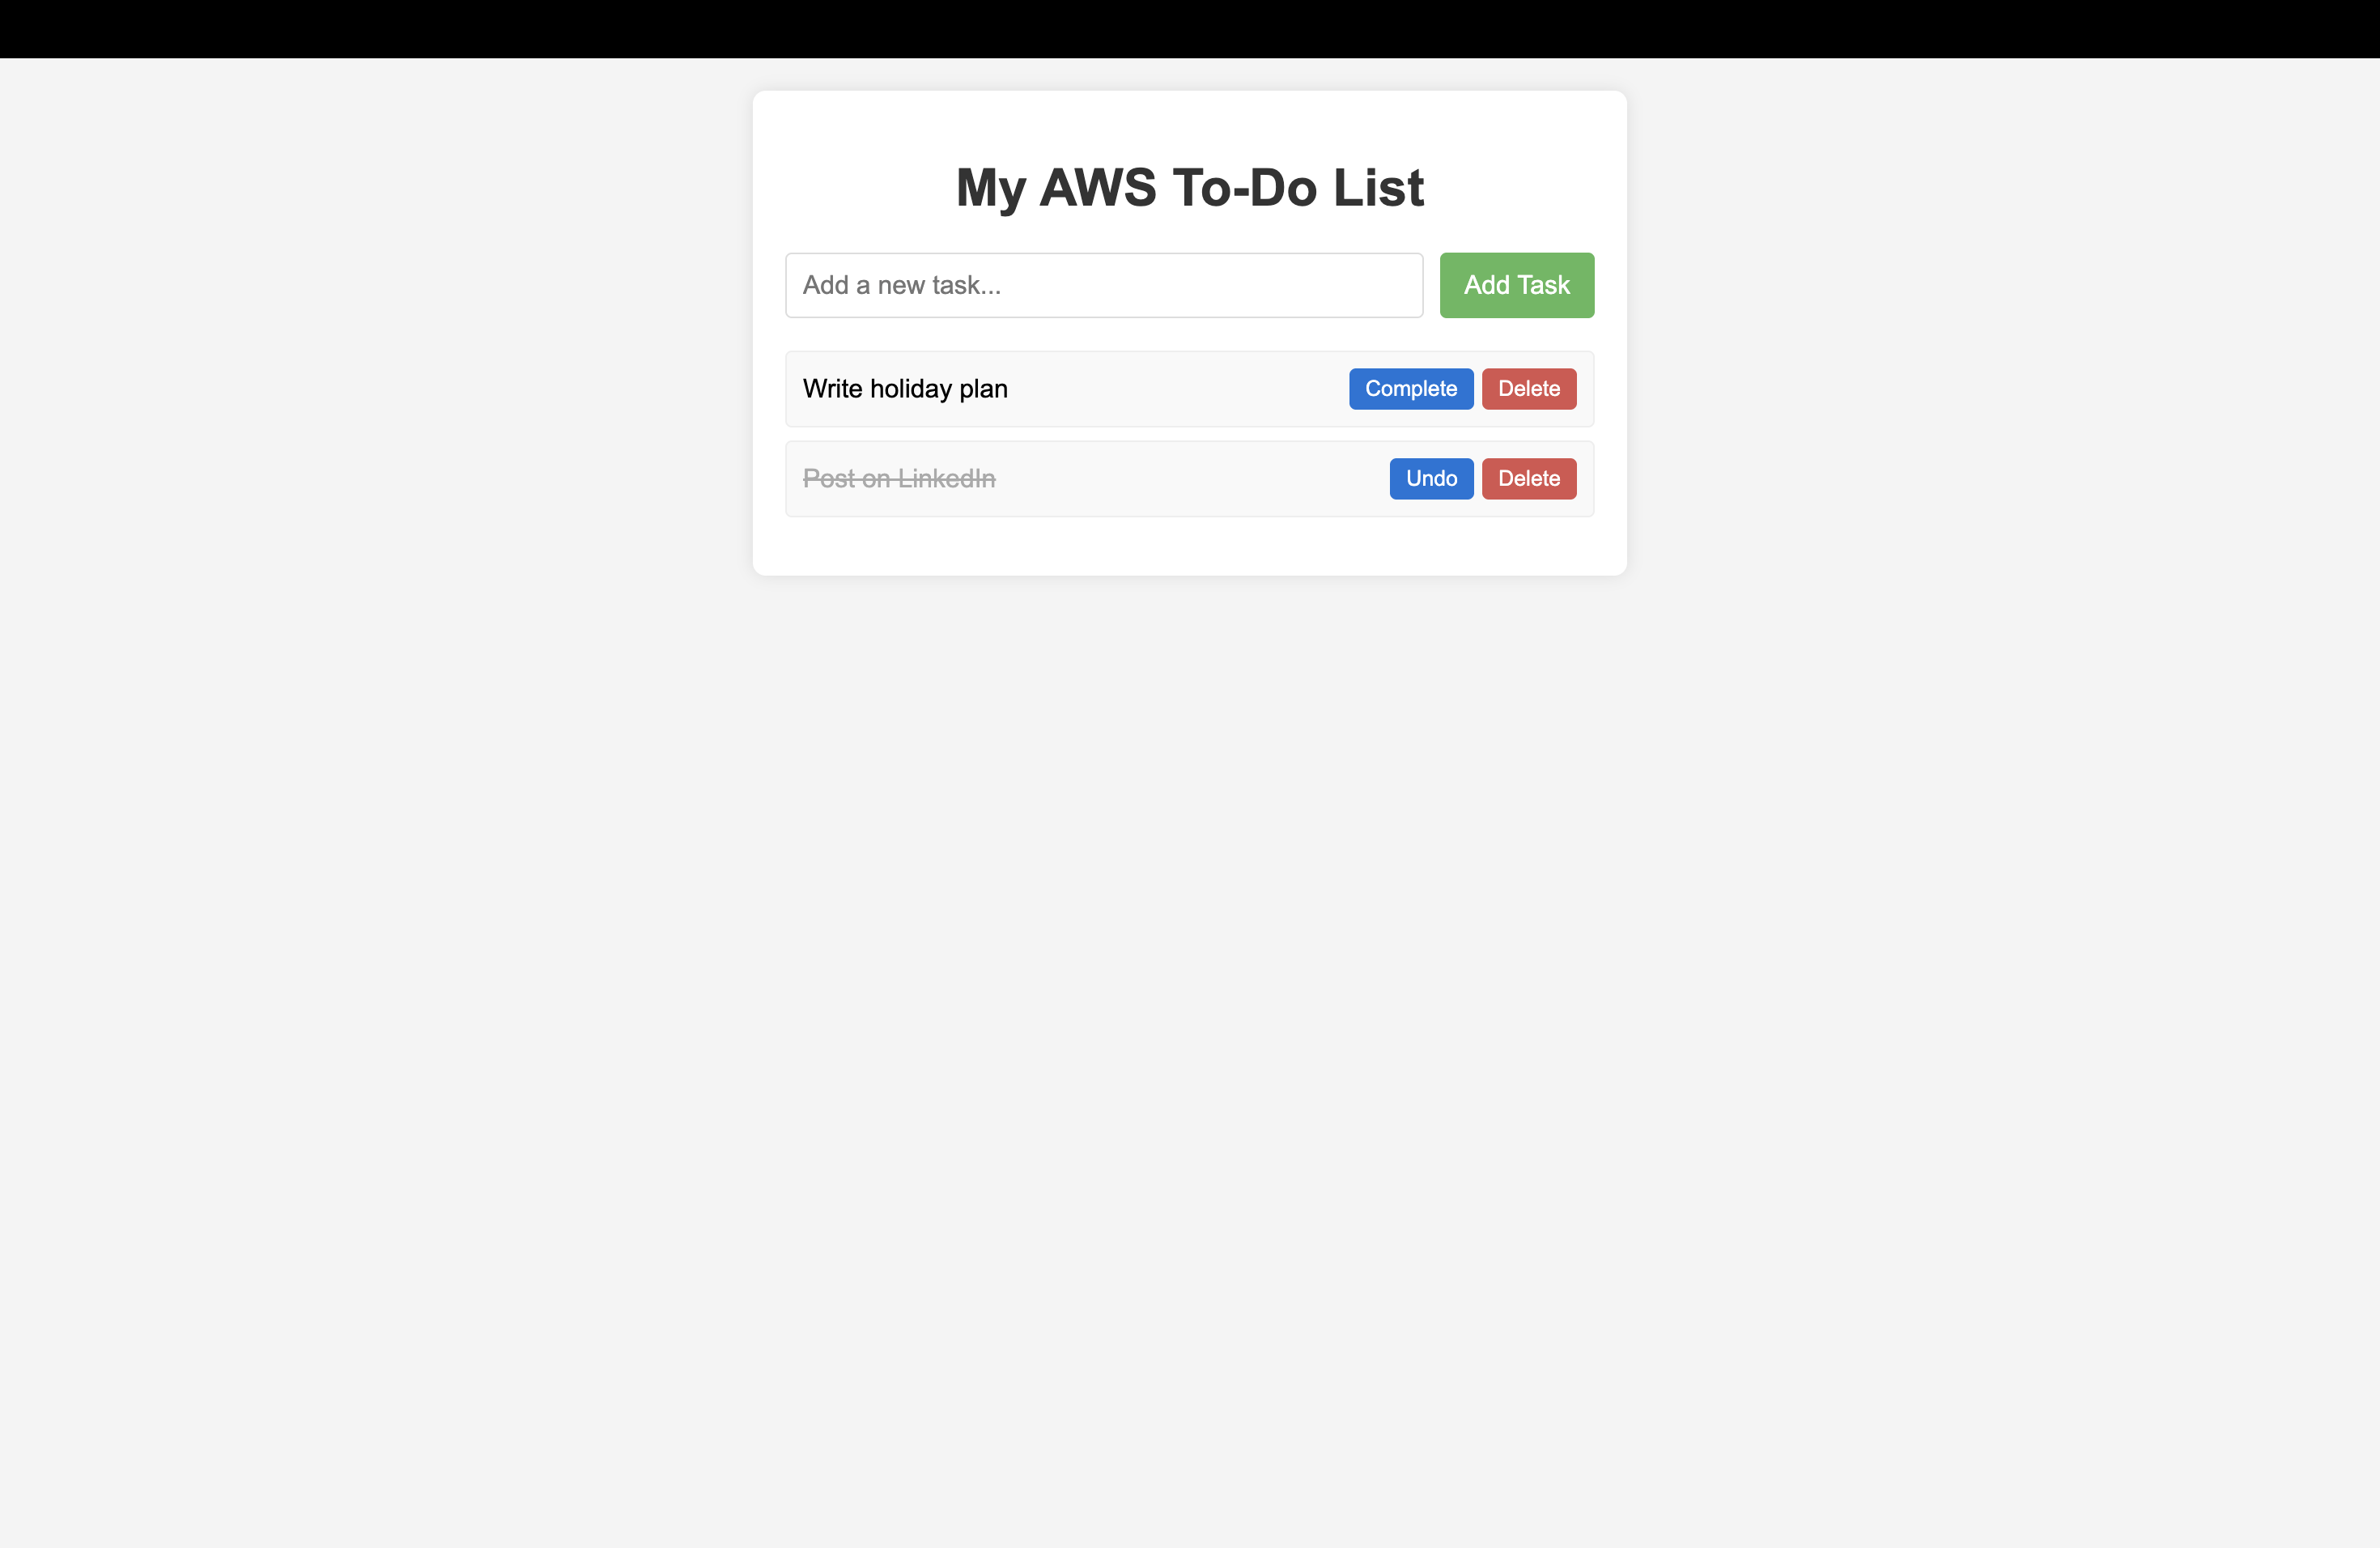 My AWS To-Do List
Add a new task... Add Task
Write holiday plan Complete Delete
Post on LinkedIn Undo Delete